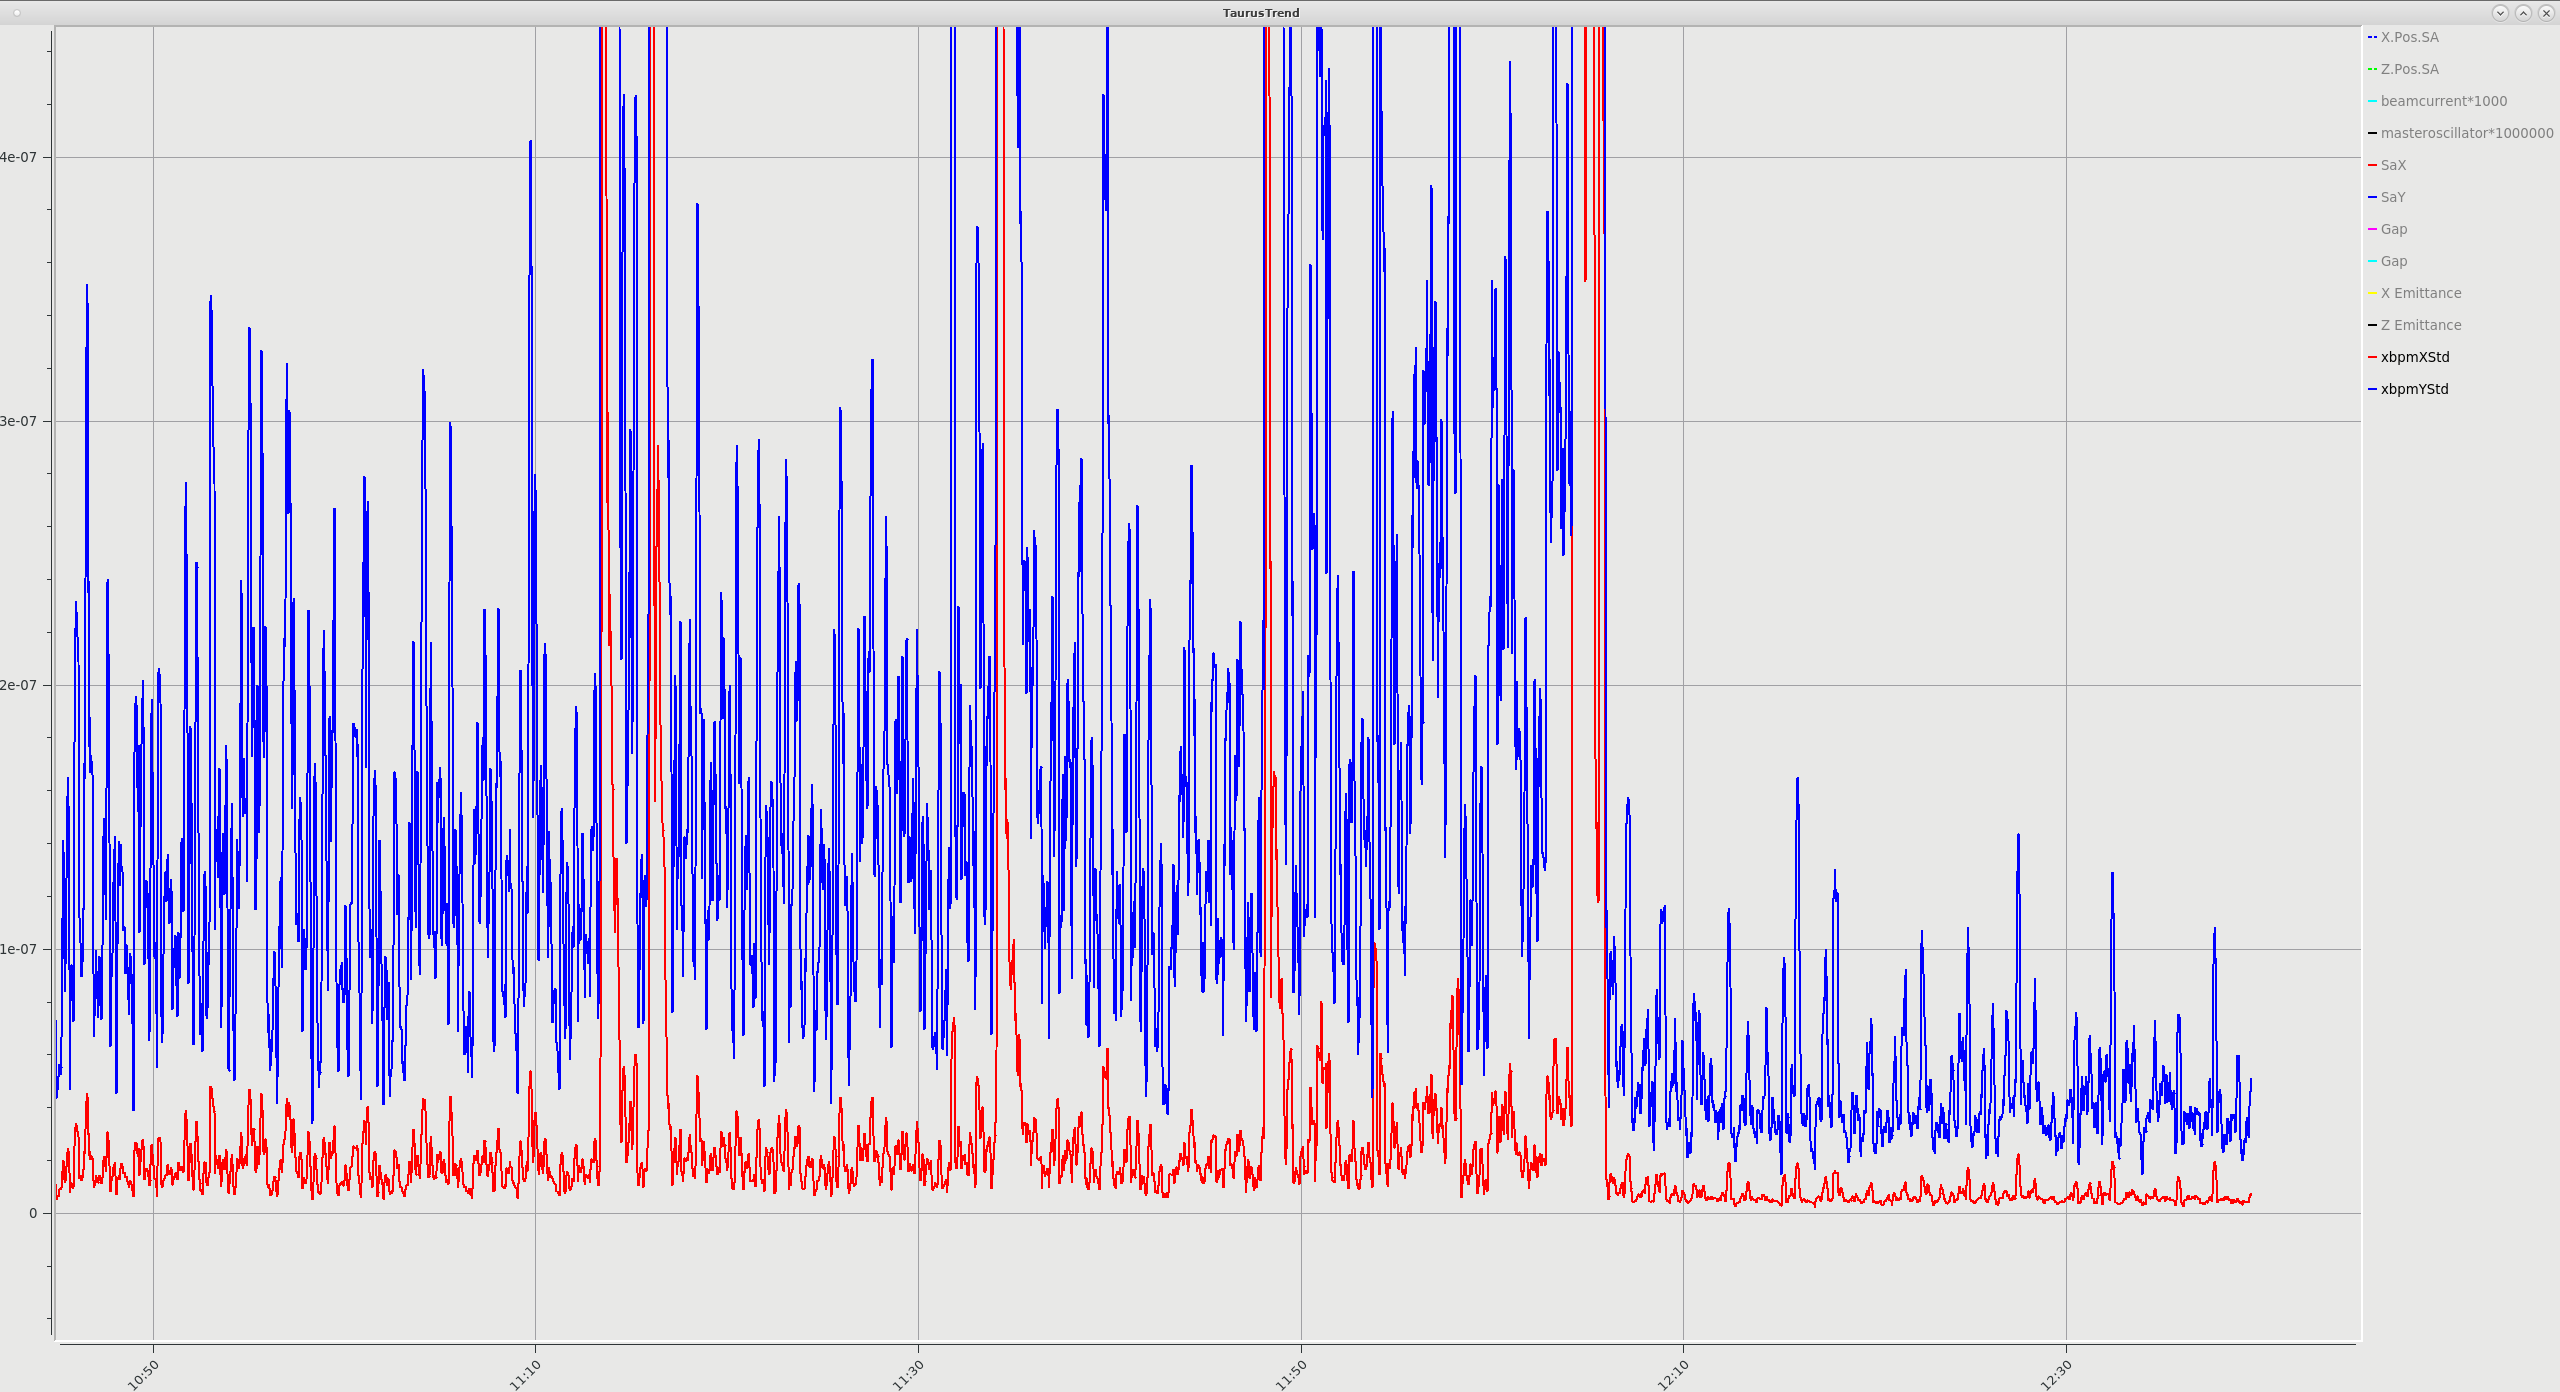 TaurusTrend
X.Pos.SA
Z.Pos.SA
beamcurrent*1000
masteroscillator*1000000
SaX
SaY
Gap
Gap
X Emittance
Z Emittance
xbpmXStd
xbpmYStd
4e-07
3e-07
2e-07
1e-07
0
10:50
11:10
11:30
11:50
12:10
12:30